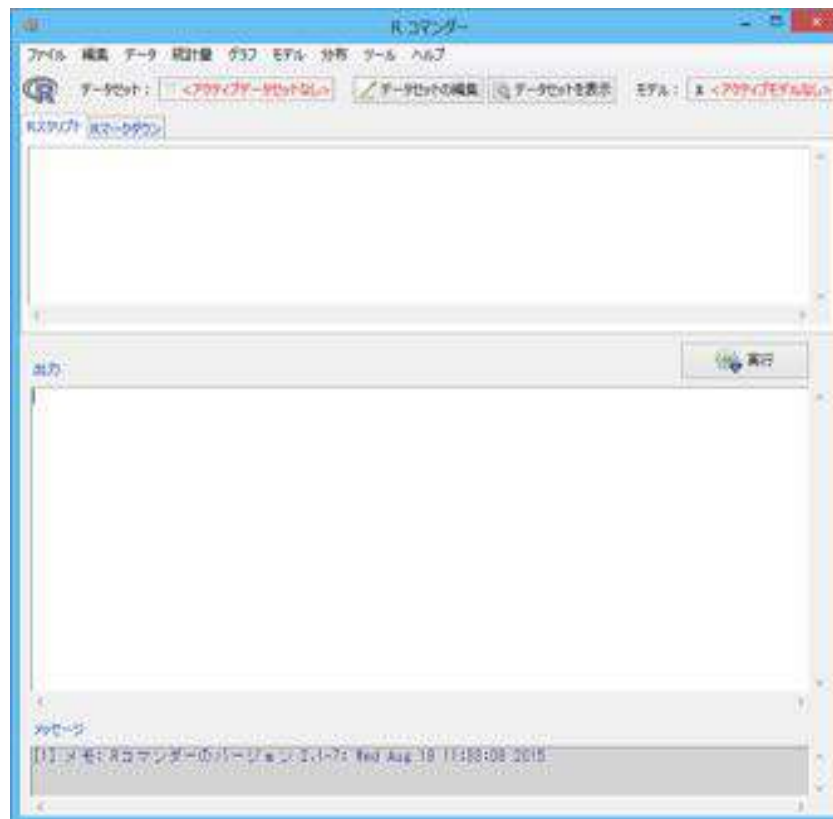 R コマンダー
ファイル 編集 データ 統計量 グラフ モデル 分布 ツール ヘルプ
データセット: <アクティブデータセットなし> データセットの編集 データセットを表示 モデル: Σ <アクティブモデルなし>
Rスクリプト Rマークダウン
実行
出力
メッセージ
[1] メモ: Rコマンダーのバージョン 2.1-7: Wed Aug 2015